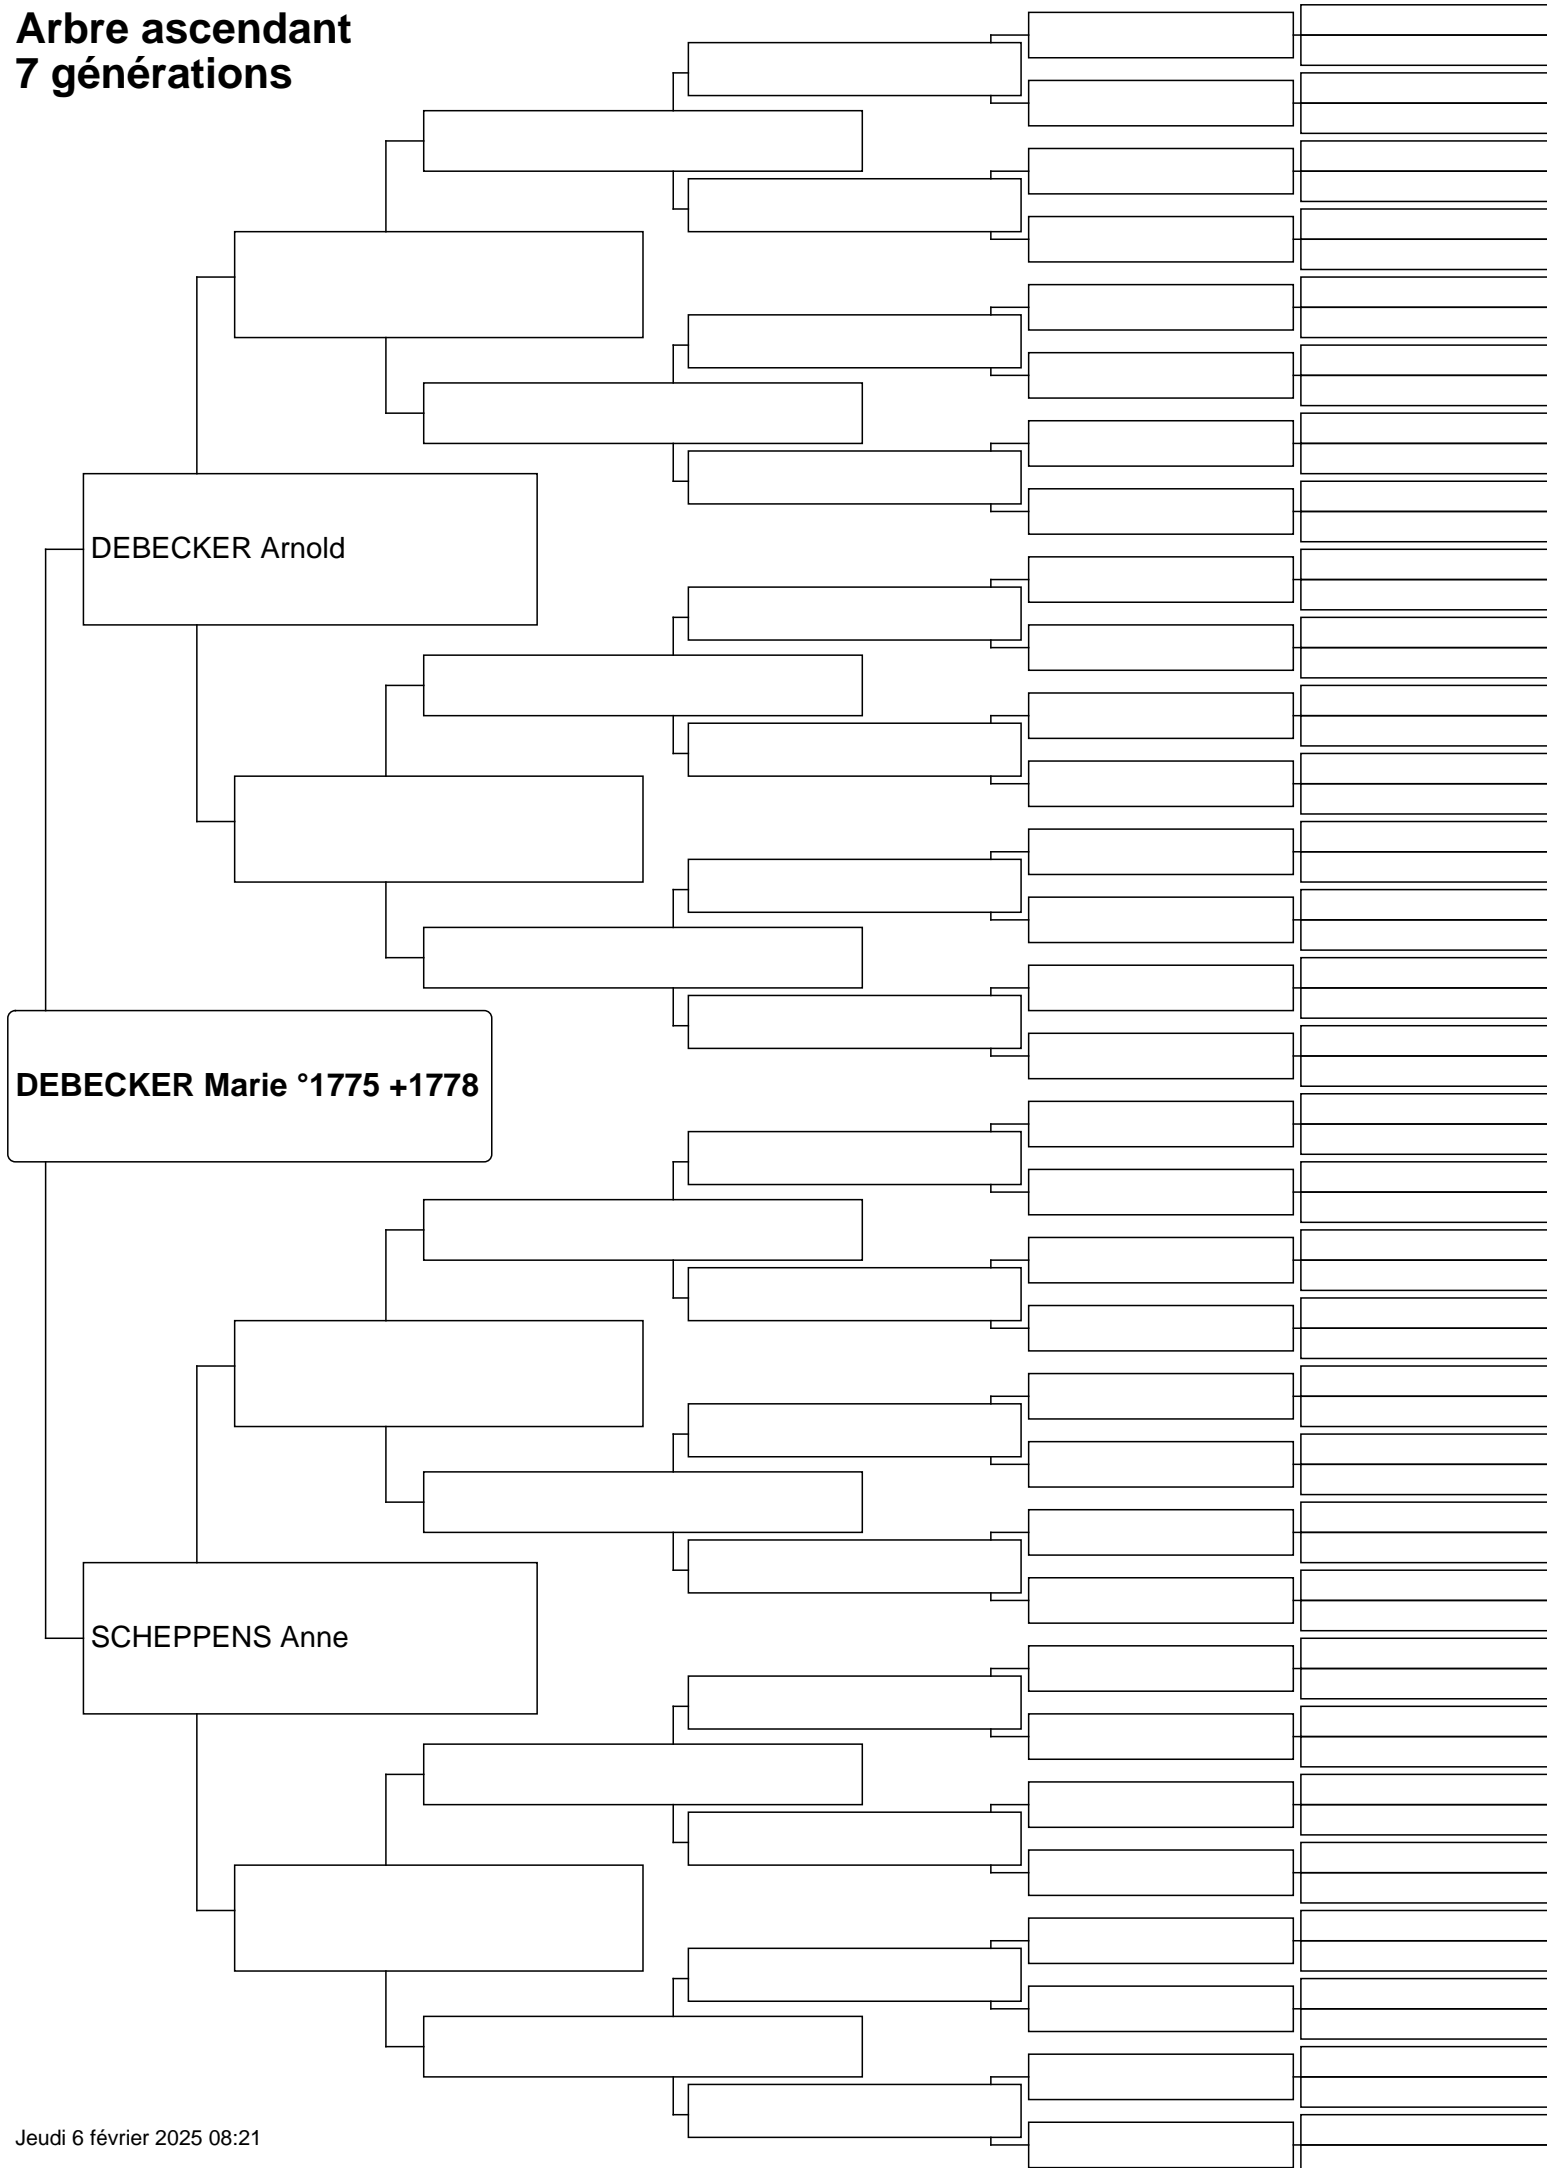 Arbre ascendant
7 générations
DEBECKER Arnold
DEBECKER Marie °1775 +1778
SCHEPPENS Anne
Jeudi 6 février 2025 08:21